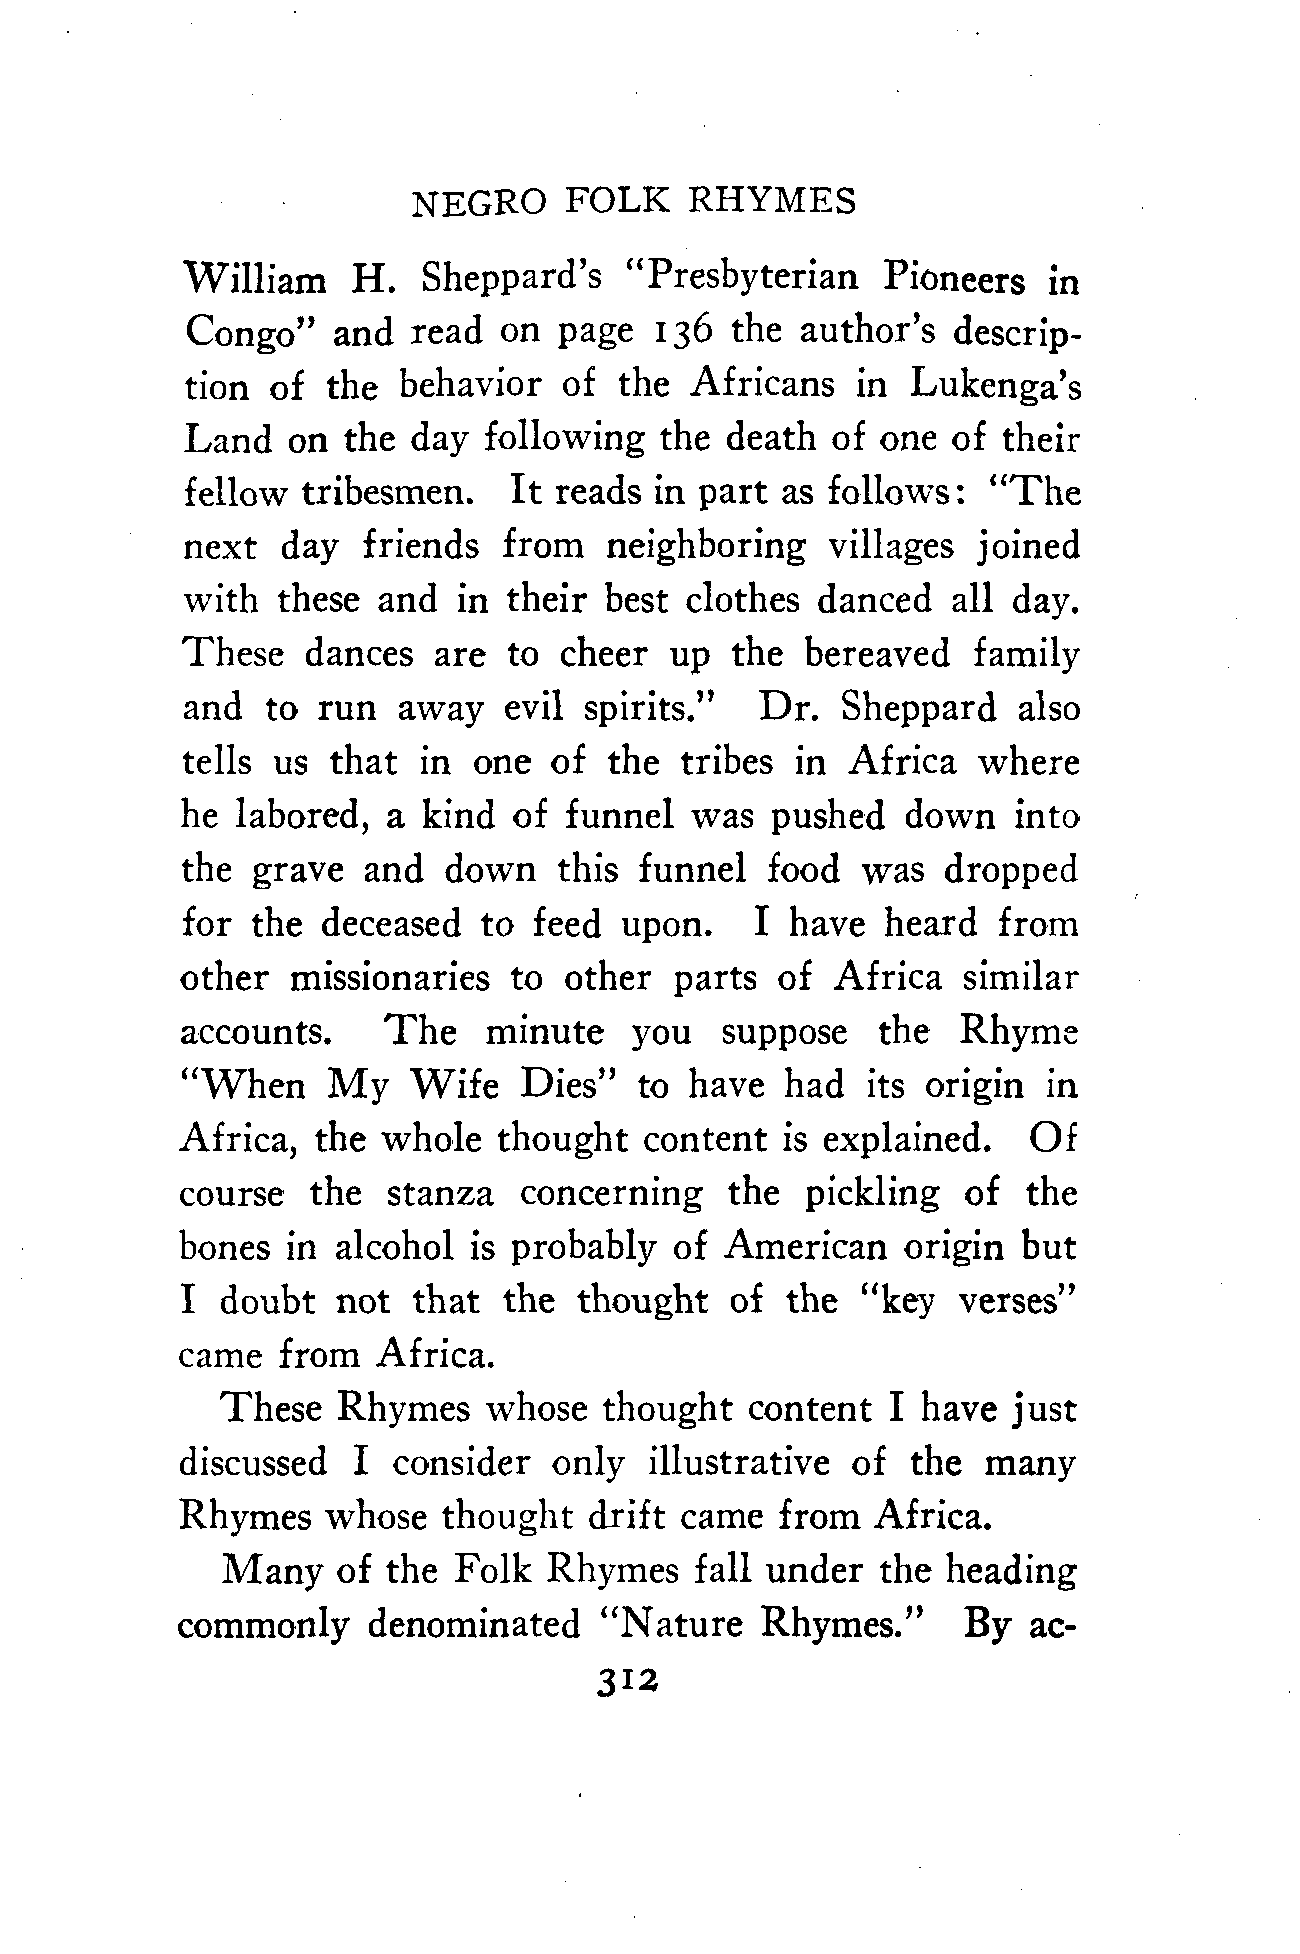 NEGRO FOLK RHYMES
William H. Sheppard's "Presbyterian Pioneers in
Congo" and read on page 136 the author's descrip-
tion of the behavior of the Africans in Lukenga's
Land on the day following the death of one of their
fellow tribesmen. It reads in part as follows: "The
next day friends from neighboring villages joined
with these and in their best clothes danced all day.
These dances are to cheer up the bereaved family
and to run away evil spirits." Dr. Sheppard also
tells us that in one of the tribes in Africa where
he labored, a kind of funnel was pushed down into
the grave and down this funnel food was dropped
for the deceased to feed upon. I have heard from
other missionaries to other parts of Africa similar
accounts. The minute you suppose the Rhyme
"When My Wife Dies" to have had its origin in
Africa, the whole thought content is explained. Of
course the stanza concerning the pickling of the
bones in alcohol is probably of American origin but
I doubt not that the thought of the "key verses"
came from Africa.
These Rhymes whose thought content I have just
discussed I consider only illustrative of the many
Rhymes whose thought drift came from Africa.
Many of the Folk Rhymes fall under the heading
commonly denominated "Nature Rhymes." By ac-
312